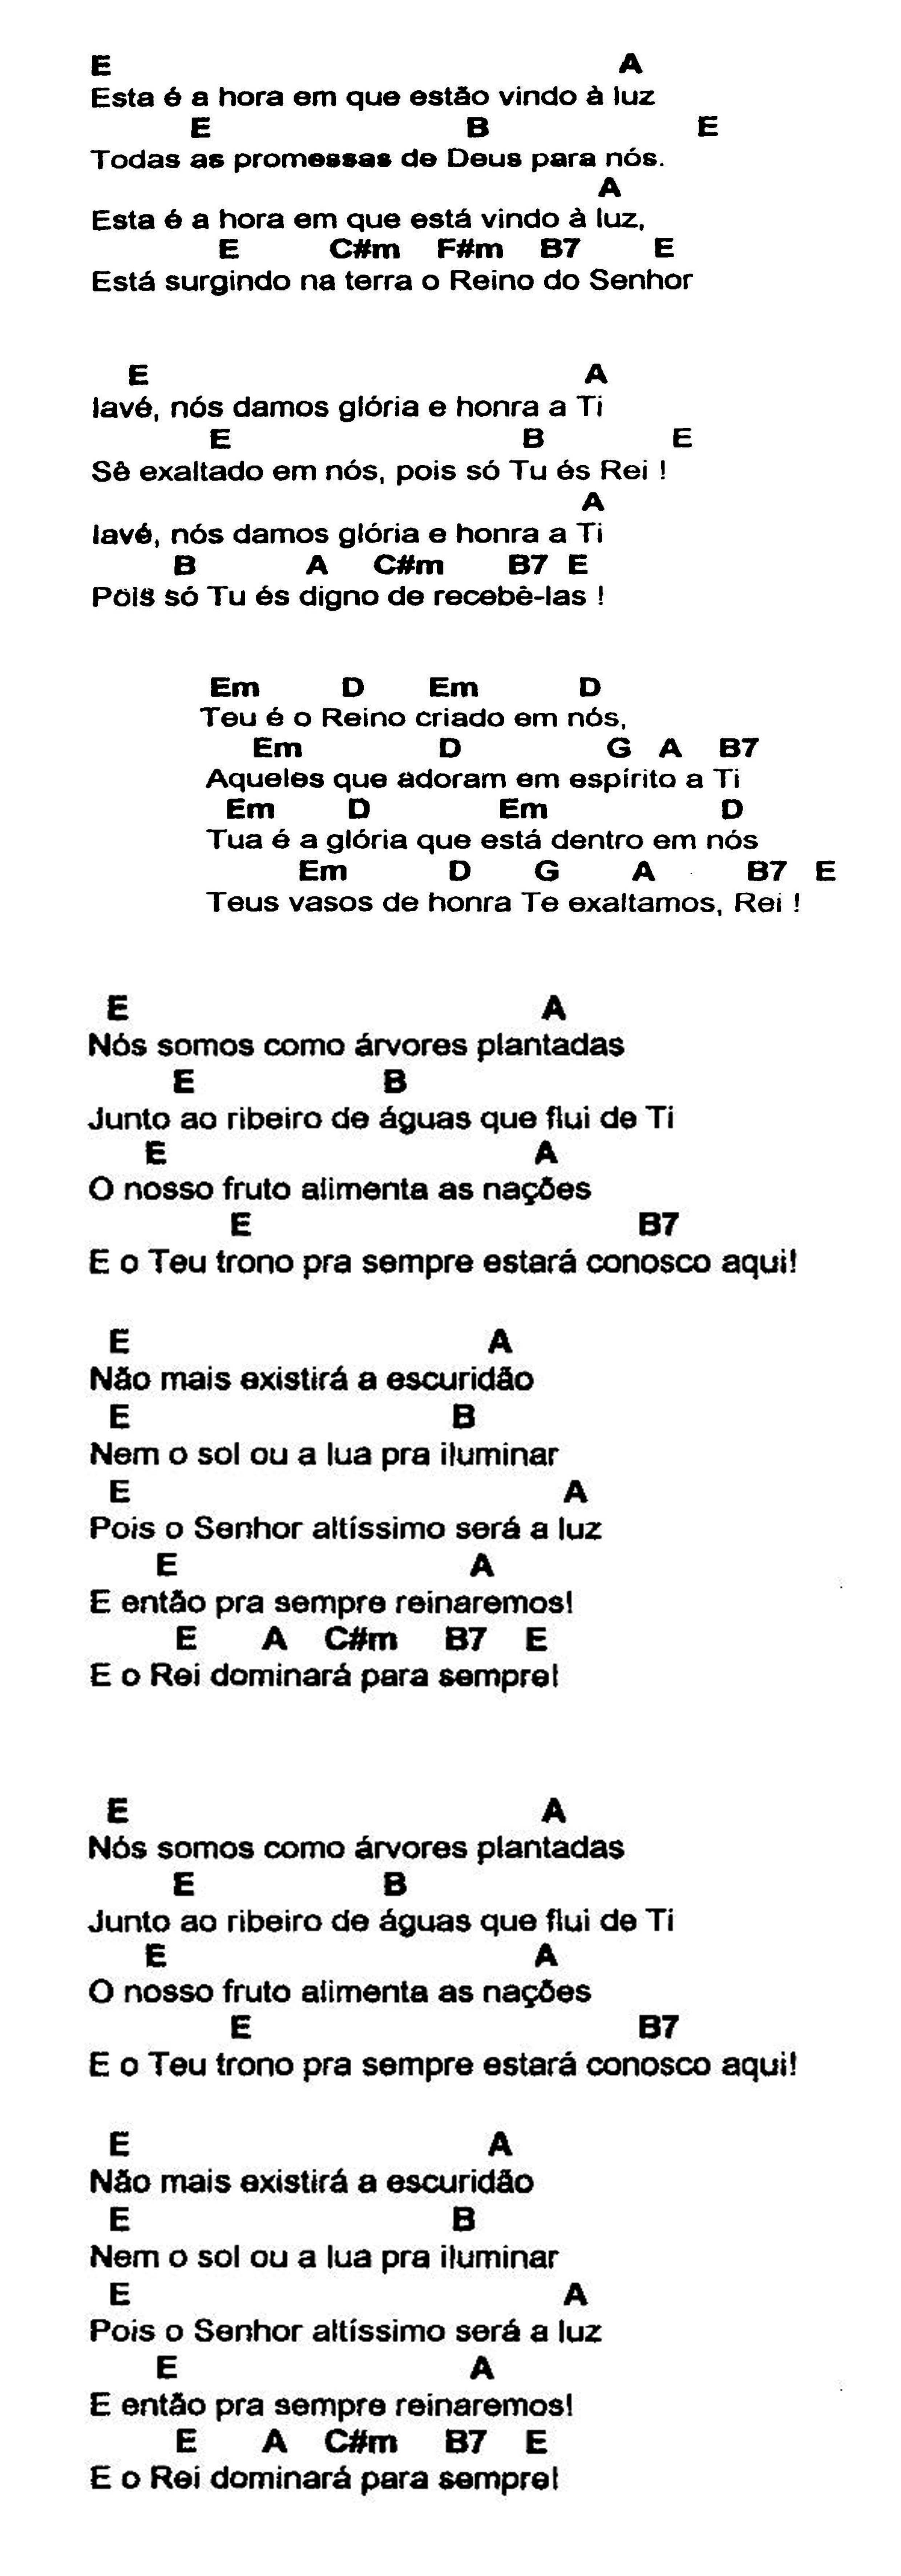 E A
Esta é a hora em que estão vindo à luz
E B E
Todas as promessas de Deus para nós.
A
Esta é a hora em que está vindo à luz,
E C#m F#m B7 E
Está surgindo na terra o Reino do Senhor
E A
Iavé, nós damos glória e honra a Ti
E B E
Sê exaltado em nós, pois só Tu és Rei !
A
Iavé, nós damos glória e honra a Ti
B A C#m B7 E
Pois só Tu és digno de recebê-las !
Em D Em D
Teu é o Reino criado em nós,
Em D G A B7
Aqueles que adoram em espírito a Ti
Em D Em D
Tua é a glória que está dentro em nós
Em D G A B7 E
Teus vasos de honra Te exaltamos, Rei !
E A
Nós somos como árvores plantadas
E B
Junto ao ribeiro de águas que flui de Ti
E A
O nosso fruto alimenta as nações
E B7
E o Teu trono pra sempre estará conosco aqui!
E A
Não mais existirá a escuridão
E B
Nem o sol ou a lua pra iluminar
E A
Pois o Senhor altíssimo será a luz
E A
E então pra sempre reinaremos!
E A C#m B7 E
E o Rei dominará para sempre!
E A
Nós somos como árvores plantadas
E B
Junto ao ribeiro de águas que flui de Ti
E A
O nosso fruto alimenta as nações
E B7
E o Teu trono pra sempre estará conosco aqui!
E A
Não mais existirá a escuridão
E B
Nem o sol ou a lua pra iluminar
E A
Pois o Senhor altíssimo será a luz
E A
E então pra sempre reinaremos!
E A C#m B7 E
E o Rei dominará para sempre!